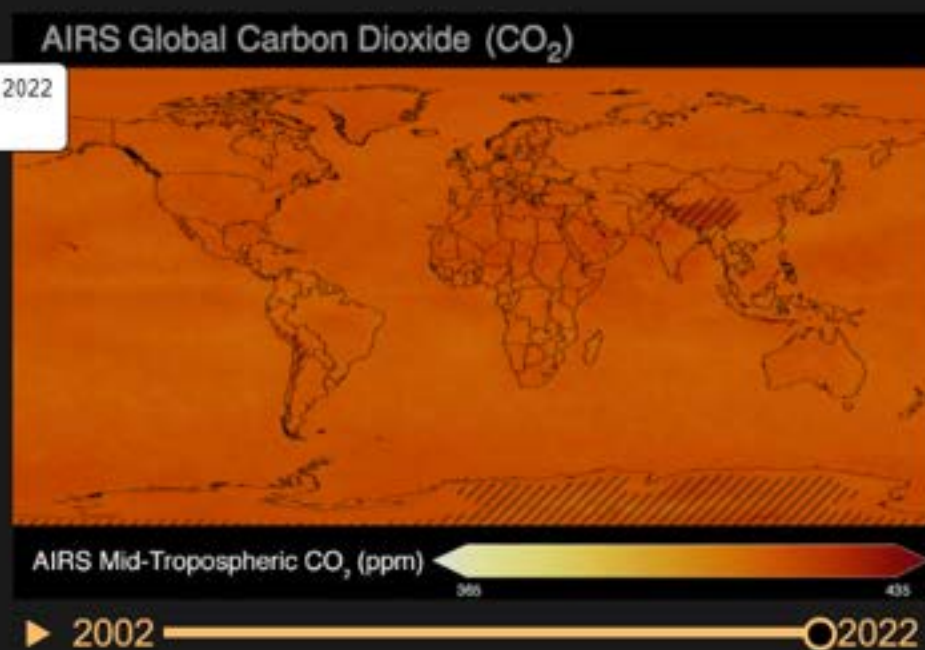 AIRS Global Carbon Dioxide (CO₂)
2022
AIRS Mid-Tropospheric CO₂ (ppm)
365
435
2002
2022